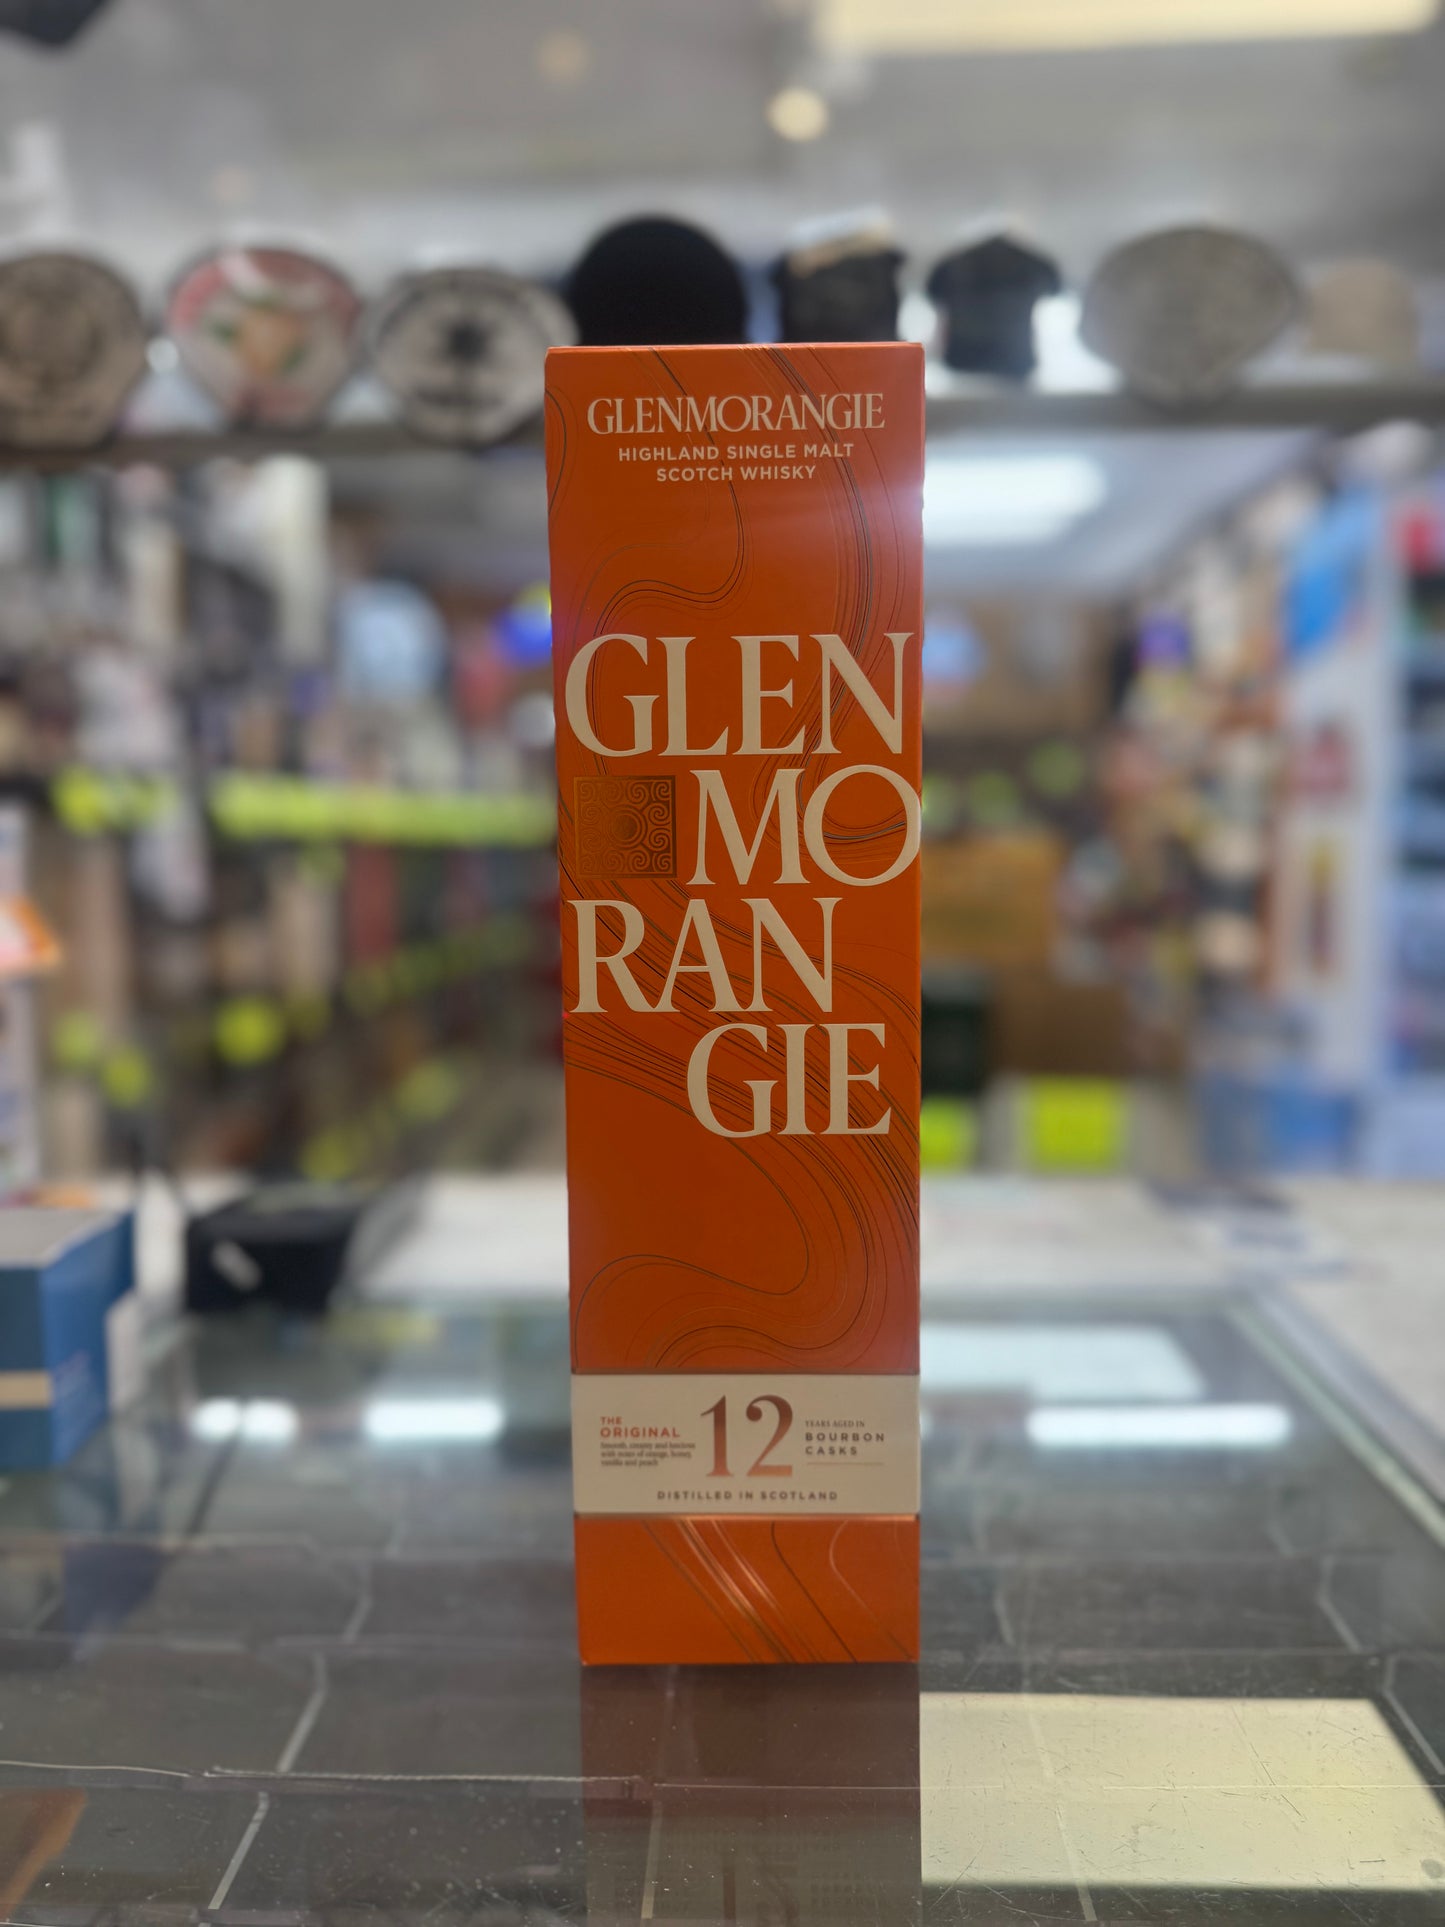 GLENMORANGIE
HIGHLAND SINGLE MALT
SCOTCH WHISKY
GLEN
MO
RAN
GIE
THE
ORIGINAL
Smooth, creamy and luscious
with notes of orange, honey,
vanilla and peach
12
YEARS AGED IN
BOURBON
CASKS
DISTILLED IN SCOTLAND